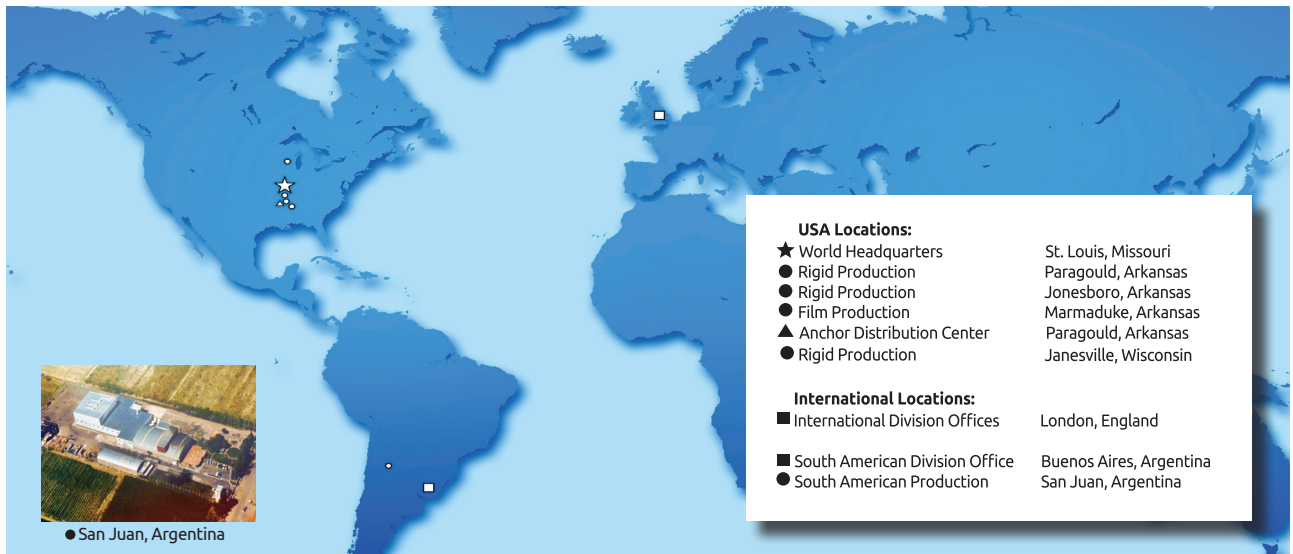 USA Locations:
World Headquarters St. Louis, Missouri
Rigid Production Paragould, Arkansas
Rigid Production Jonesboro, Arkansas
Film Production Marmaduke, Arkansas
Anchor Distribution Center Paragould, Arkansas
Rigid Production Janesville, Wisconsin
International Locations:
International Division Offices London, England
South American Division Office Buenos Aires, Argentina
South American Production San Juan, Argentina
San Juan, Argentina